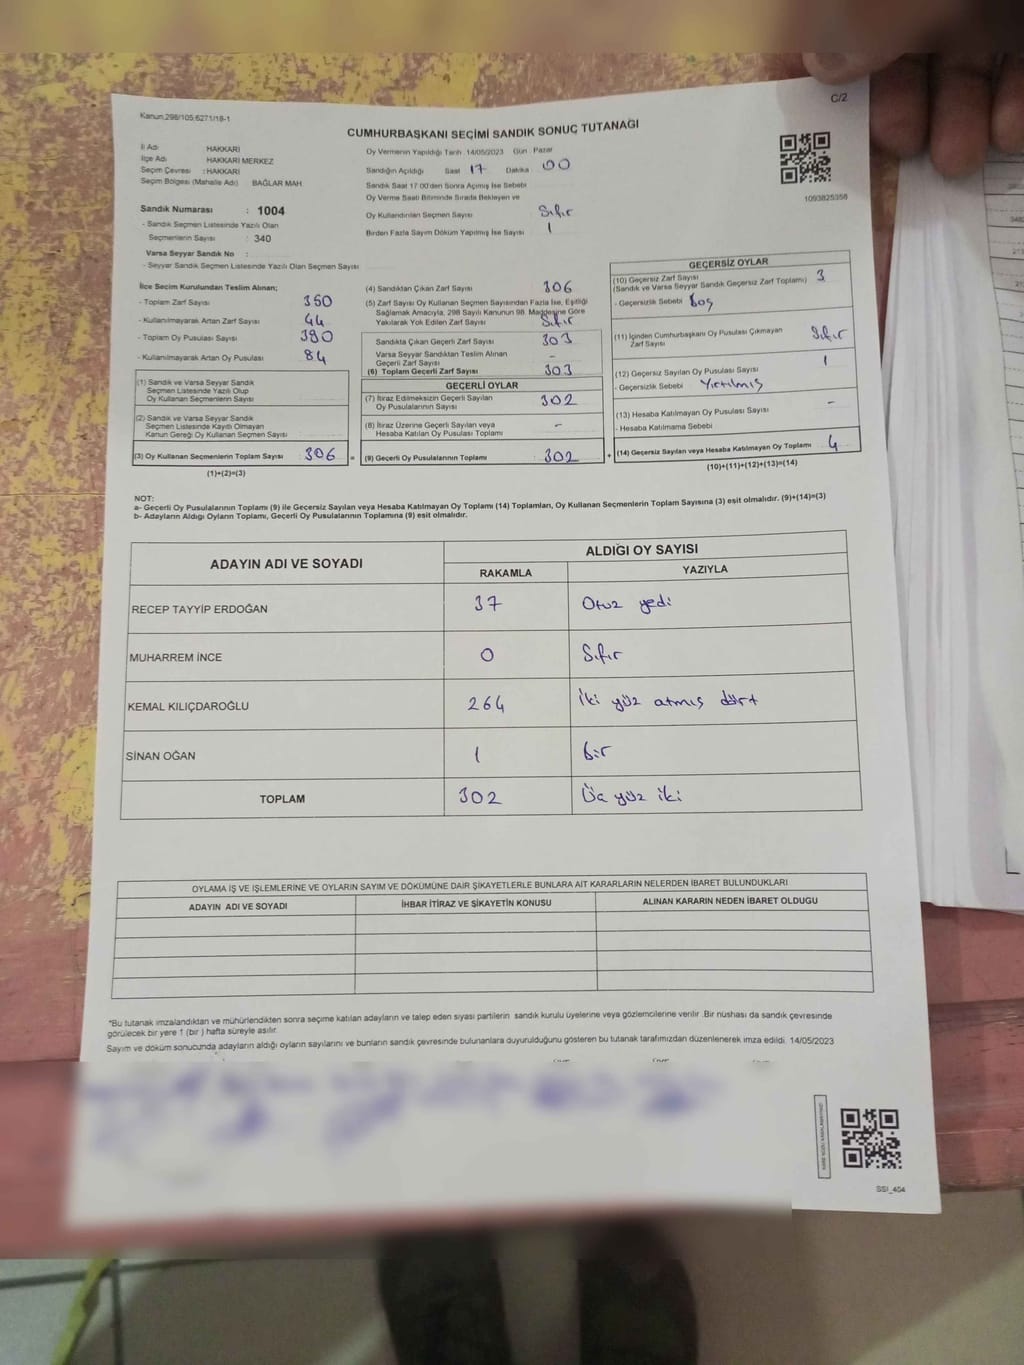 C/2
Kanun.298/105;6271/18-1
CUMHURBAŞKANI SEÇİMİ SANDIK SONUÇ TUTANAĞI
İl Adı HAKKARİ
İlçe Adı HAKKARİ MERKEZ
Seçim Çevresi : HAKKARİ
Seçim Bölgesi (Mahalle Adı) BAĞLAR MAH.
Sandık Numarası : 1004
- Sandık Seçmen Listesinde Yazılı Olan
Seçmenlerin Sayısı : 340
Varsa Seyyar Sandık No :
- Seyyar Sandık Seçmen Listesinde Yazılı Olan Seçmen Sayısı
Oy Vermenin Yapıldığı Tarih 14/05/2023 Gün : Pazar
Sandığın Açıldığı Saat 17 Dakika 00
Sandık Saat 17:00'den Sonra Açılmış İse Sebebi
Oy Verme Saati Bitiminde Sırada Bekleyen ve
Oy Kullandırılan Seçmen Sayısı Sıfır
Birden Fazla Sayım Döküm Yapılmış İse Sayısı 1
1093825358
İlçe Seçim Kurulundan Teslim Alınan;
- Toplam Zarf Sayısı : 350
- Kullanılmayarak Artan Zarf Sayısı : 44
- Toplam Oy Pusulası Sayısı : 390
- Kullanılmayarak Artan Oy Pusulası : 84
(1) Sandık ve Varsa Seyyar Sandık
Seçmen Listesinde Yazılı Olup
Oy Kullanan Seçmenlerin Sayısı :
(2) Sandık ve Varsa Seyyar Sandık
Seçmen Listesinde Kayıtlı Olmayan
Kanun Gereği Oy Kullanan Seçmen Sayısı :
(3) Oy Kullanan Seçmenlerin Toplam Sayısı : 306 =
(1)+(2)=(3)
(4) Sandıktan Çıkan Zarf Sayısı 306
(5) Zarf Sayısı Oy Kullanan Seçmen Sayısından Fazla İse, Eşitliği
Sağlamak Amacıyla, 298 Sayılı Kanunun 98. Maddesine Göre
Yakılarak Yok Edilen Zarf Sayısı Sıfır
Sandıkta Çıkan Geçerli Zarf Sayısı 303
Varsa Seyyar Sandıktan Teslim Alınan
Geçerli Zarf Sayısı -
(6) Toplam Geçerli Zarf Sayısı 303
GEÇERLİ OYLAR
(7) İtiraz Edilmeksizin Geçerli Sayılan
Oy Pusulalarının Sayısı 302
(8) İtiraz Üzerine Geçerli Sayılan veya
Hesaba Katılan Oy Pusulası Toplamı -
(9) Geçerli Oy Pusulalarının Toplamı 302 +
GEÇERSİZ OYLAR
(10) Geçersiz Zarf Sayısı 3
(Sandık ve Varsa Seyyar Sandık Geçersiz Zarf Toplamı)
- Geçersizlik Sebebi Boş
(11) İçinden Cumhurbaşkanı Oy Pusulası Çıkmayan
Zarf Sayısı Sıfır
(12) Geçersiz Sayılan Oy Pusulası Sayısı 1
- Geçersizlik Sebebi Yırtılmış
(13) Hesaba Katılmayan Oy Pusulası Sayısı -
- Hesaba Katılmama Sebebi
(14) Geçersiz Sayılan veya Hesaba Katılmayan Oy Toplamı 4
(10)+(11)+(12)+(13)=(14)
NOT:
a- Geçerli Oy Pusulalarının Toplamı (9) ile Geçersiz Sayılan veya Hesaba Katılmayan Oy Toplamı (14) Toplamları, Oy Kullanan Seçmenlerin Toplam Sayısına (3) eşit olmalıdır. (9)+(14)=(3)
b- Adayların Aldığı Oyların Toplamı, Geçerli Oy Pusulalarının Toplamına (9) eşit olmalıdır.
ADAYIN ADI VE SOYADI ALDIĞI OY SAYISI
RAKAMLA YAZIYLA
RECEP TAYYİP ERDOĞAN 37 Otuz yedi
MUHARREM İNCE 0 Sıfır
KEMAL KILIÇDAROĞLU 264 İki yüz atmış dört
SİNAN OĞAN 1 bir
TOPLAM 302 Üç yüz iki
OYLAMA İŞ VE İŞLEMLERİNE VE OYLARIN SAYIM VE DÖKÜMÜNE DAİR ŞİKAYETLERLE BUNLARA AİT KARARLARIN NELERDEN İBARET BULUNDUKLARI
ADAYIN ADI VE SOYADI İHBAR İTİRAZ VE ŞİKAYETİN KONUSU ALINAN KARARIN NEDEN İBARET OLDUĞU
*Bu tutanak imzalandıktan ve mühürlendikten sonra seçime katılan adayların ve talep eden siyasi partilerin sandık kurulu üyelerine veya gözlemcilerine verilir .Bir nüshası da sandık çevresinde
görülecek bir yere 1 (bir ) hafta süreyle asılır.
Sayım ve döküm sonucunda adayların aldığı oyların sayılarını ve bunların sandık çevresinde bulunanlara duyurulduğunu gösteren bu tutanak tarafımızdan düzenlenerek imza edildi. 14/05/2023
SSI_404